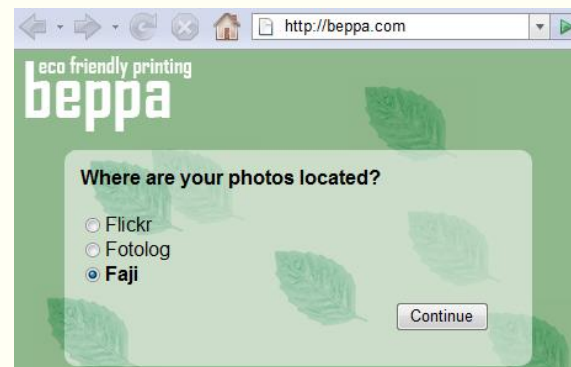 http://beppa.com
eco friendly printing
beppa
Where are your photos located?
Flickr
Fotolog
Faji
Continue